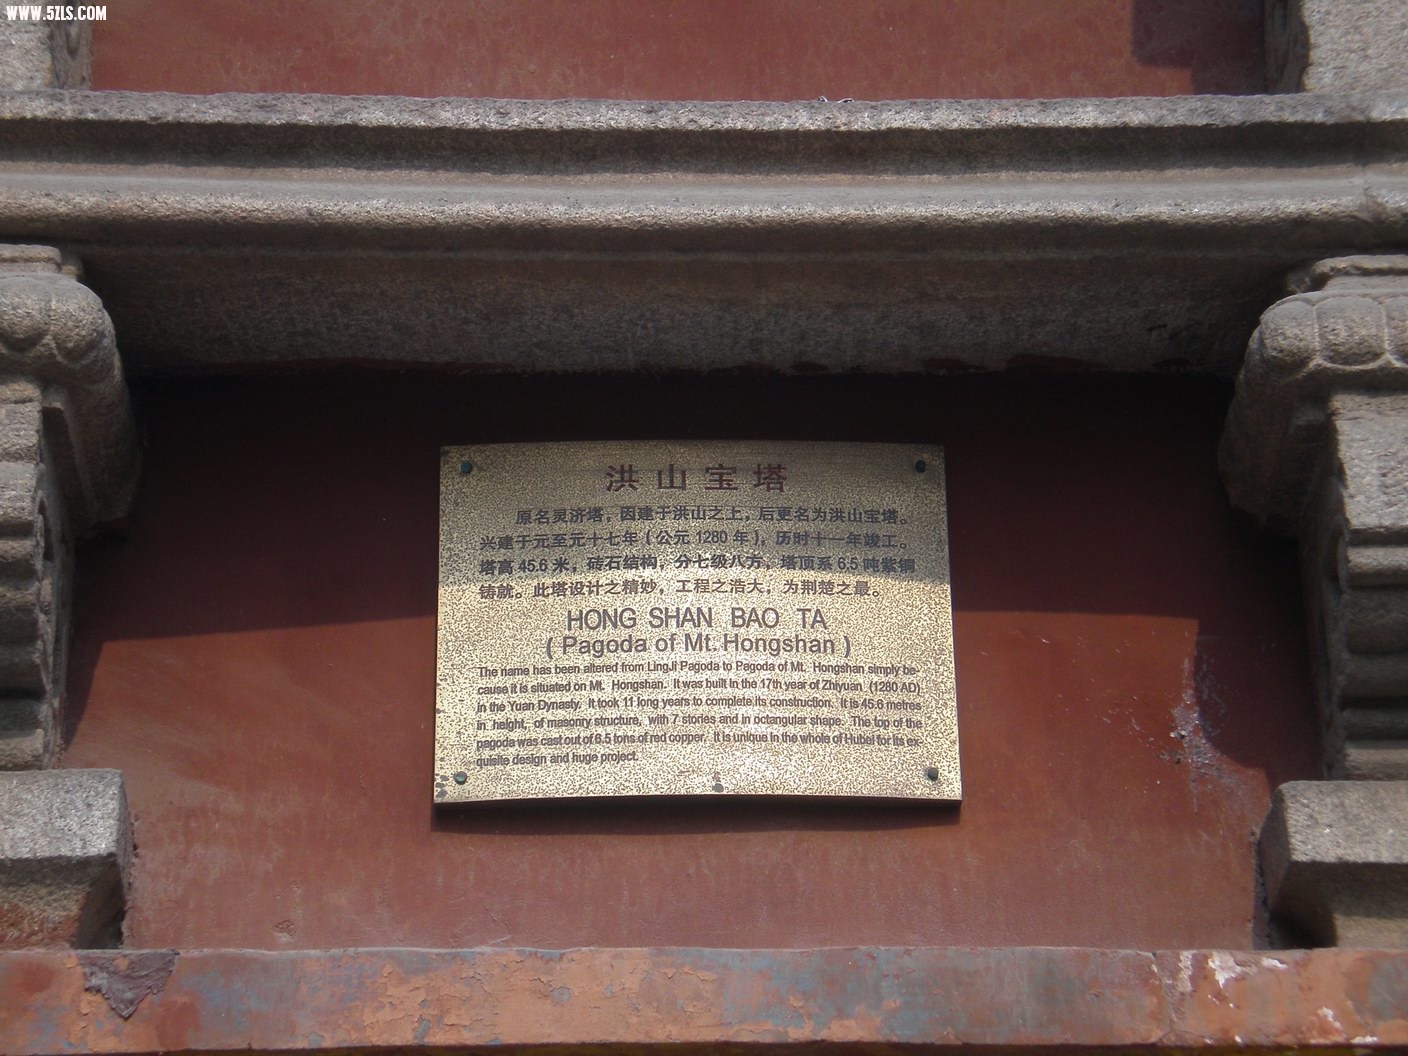 WWW.5ZLS.COM
洪山宝塔
原名灵济塔，因建于洪山之上，后更名为洪山宝塔。
兴建于元至元十七年（公元1280年），历时十一年竣工。
塔高45.6米，砖石结构，分七级八方，塔顶系6.5吨紫铜
铸就。此塔设计之精妙，工程之浩大，为荆楚之最。
HONG SHAN BAO TA
( Pagoda of Mt. Hongshan )
The name has been altered from LingJi Pagoda to Pagoda of Mt. Hongshan simply be-
cause it is situated on Mt. Hongshan. It was built in the 17th year of Zhiyuan (1280 AD)
in the Yuan Dynasty. It took 11 long years to complete its construction. It is 45.6 metres
in height, of masonry structure, with 7 stories and in octangular shape. The top of the
pagoda was cast out of 6.5 tons of red copper. It is unique in the whole of Hubei for its ex-
quisite design and huge project.